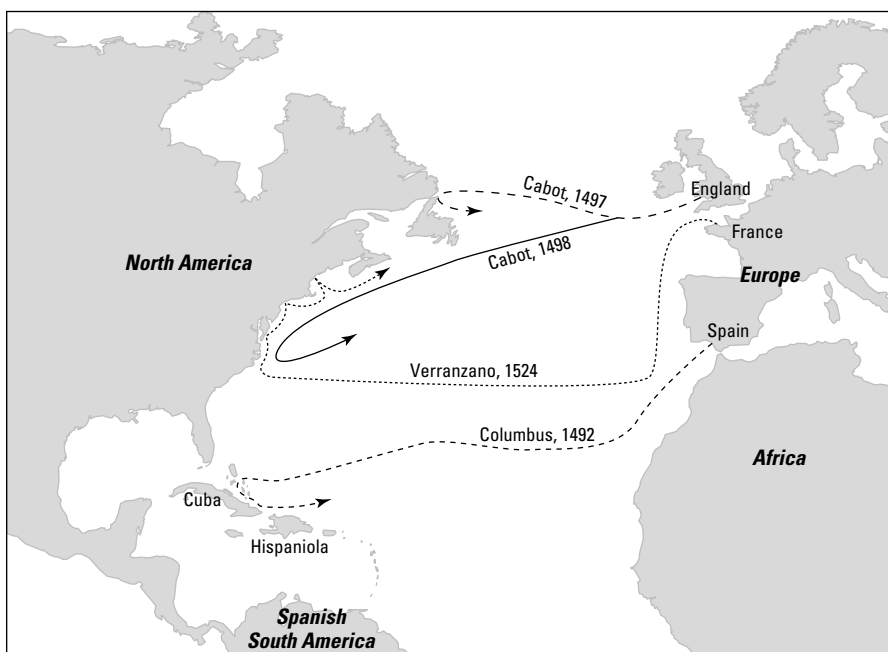 England
Cabot, 1497
France
Cabot, 1498
North America
Europe
Spain
Verranzano, 1524
Columbus, 1492
Africa
Cuba
Hispaniola
Spanish
South America